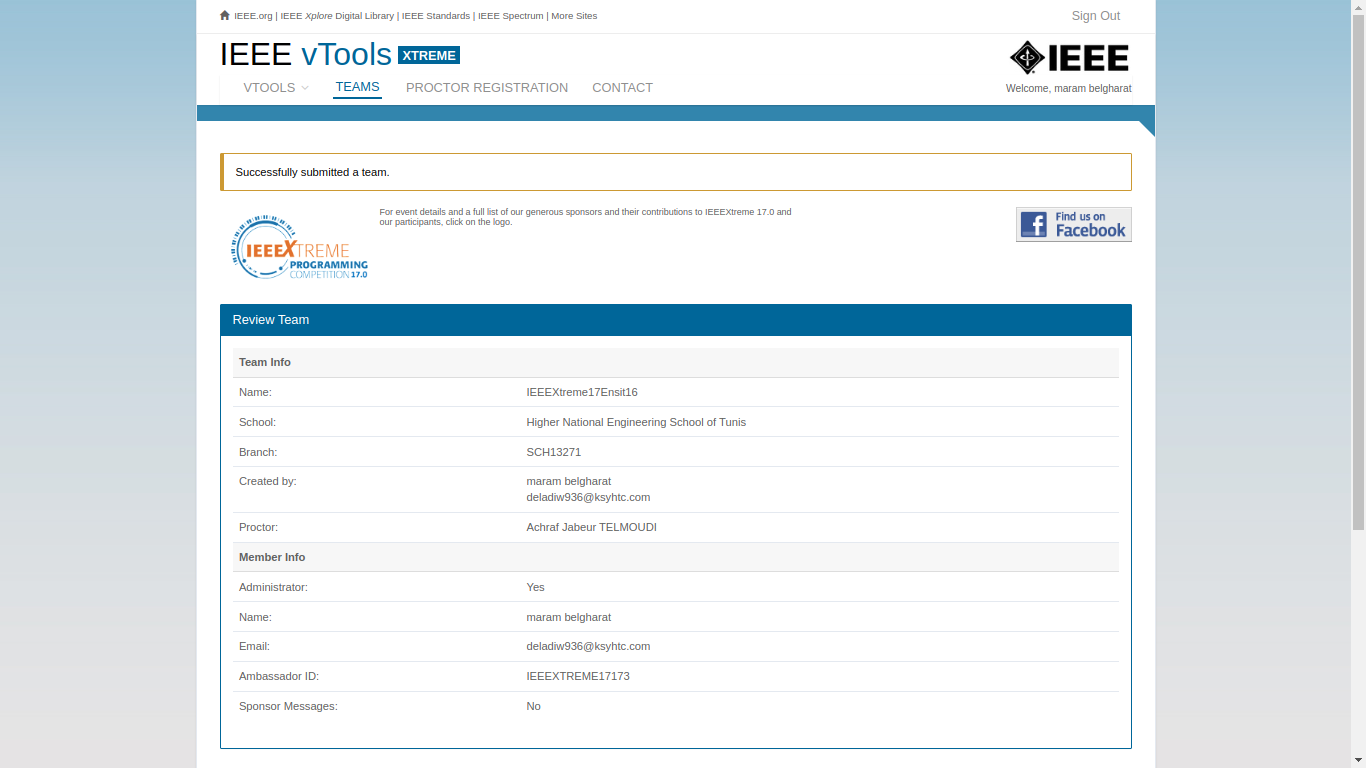 IEEE.org | IEEE Xplore Digital Library | IEEE Standards | IEEE Spectrum | More Sites
Sign Out
IEEE vTools XTREME
IEEE
VTOOLS
TEAMS
PROCTOR REGISTRATION
CONTACT
Welcome, maram belgharat
Successfully submitted a team.
For event details and a full list of our generous sponsors and their contributions to IEEEXtreme 17.0 and
our participants, click on the logo.
IEEEXTREME
PROGRAMMING
COMPETITION 17.0
Find us on
Facebook
Review Team
Team Info
Name: IEEEXtreme17Ensit16
School: Higher National Engineering School of Tunis
Branch: SCH13271
Created by: maram belgharat
deladiw936@ksyhtc.com
Proctor: Achraf Jabeur TELMOUDI
Member Info
Administrator: Yes
Name: maram belgharat
Email: deladiw936@ksyhtc.com
Ambassador ID: IEEEXTREME17173
Sponsor Messages: No